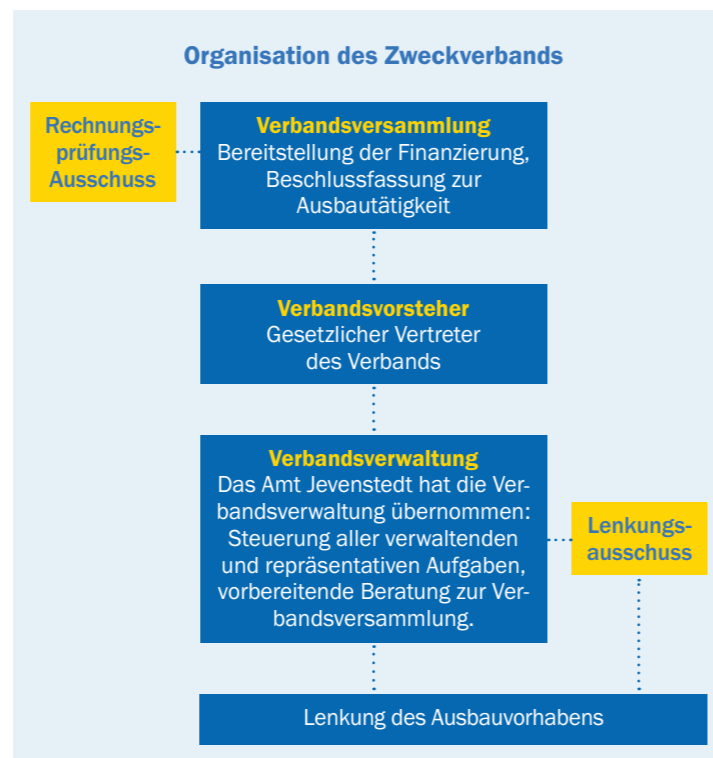 Organisation des Zweckverbands
Rechnungs-
prüfungs-
Ausschuss
Verbandsversammlung
Bereitstellung der Finanzierung,
Beschlussfassung zur
Ausbautätigkeit
Verbandsvorsteher
Gesetzlicher Vertreter
des Verbands
Verbandsverwaltung
Das Amt Jevenstedt hat die Ver-
bandsverwaltung übernommen:
Steuerung aller verwaltenden
und repräsentativen Aufgaben,
vorbereitende Beratung zur Ver-
bandsversammlung.
Lenkungs-
ausschuss
Lenkung des Ausbauvorhabens